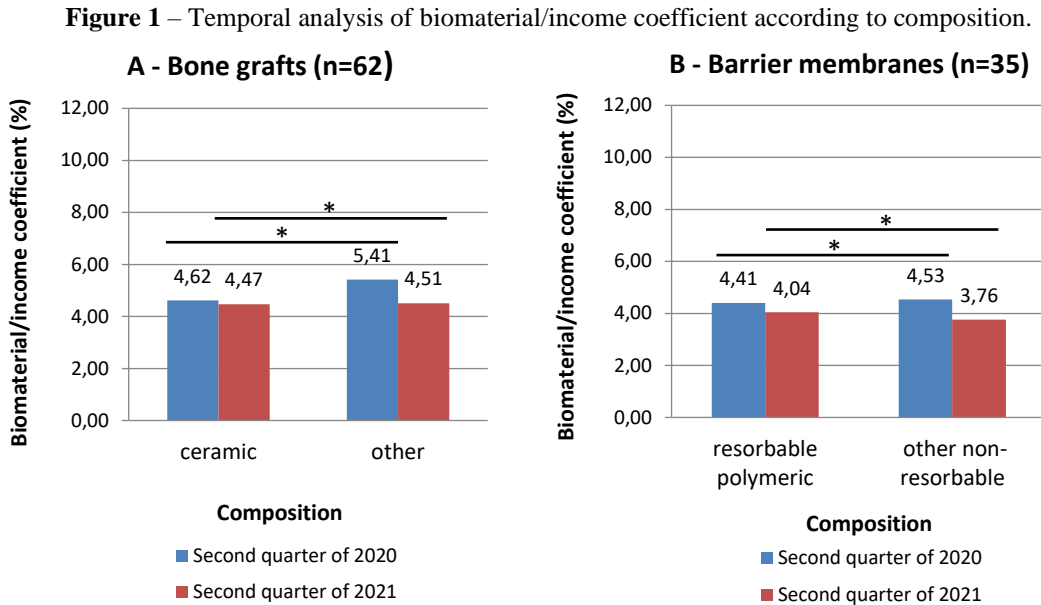 Figure 1 – Temporal analysis of biomaterial/income coefficient according to composition.
A - Bone grafts (n=62)
Biomaterial/income coefficient (%)
12,00
10,00
8,00
6,00
4,00
2,00
0,00
*
*
4,62
4,47
5,41
4,51
ceramic
other
Composition
Second quarter of 2020
Second quarter of 2021
B - Barrier membranes (n=35)
Biomaterial/income coefficient (%)
12,00
10,00
8,00
6,00
4,00
2,00
0,00
*
*
4,41
4,04
4,53
3,76
resorbable
polymeric
other non-
resorbable
Composition
Second quarter of 2020
Second quarter of 2021